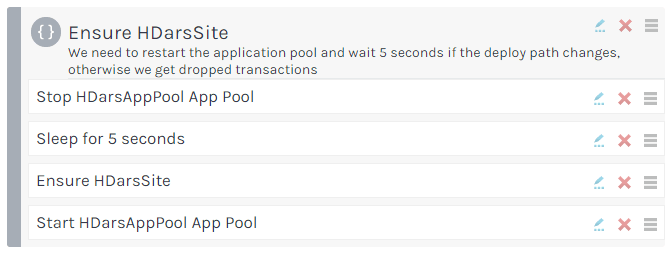 {} Ensure HDarsSite
We need to restart the application pool and wait 5 seconds if the deploy path changes,
otherwise we get dropped transactions
Stop HDarsAppPool App Pool
Sleep for 5 seconds
Ensure HDarsSite
Start HDarsAppPool App Pool